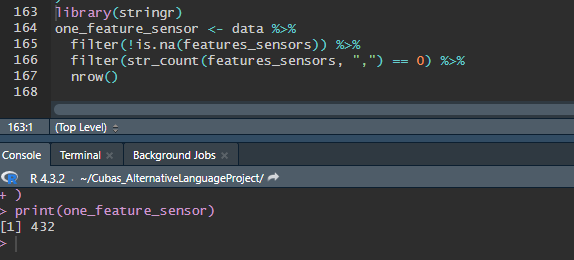 163 library(stringr)
164 one_feature_sensor <- data %>%
165   filter(!is.na(features_sensors)) %>%
166   filter(str_count(features_sensors, ",") == 0) %>%
167   nrow()
168
163:1 (Top Level)
Console Terminal × Background Jobs ×
R 4.3.2 · ~/Cubas_AlternativeLanguageProject/
+ )
> print(one_feature_sensor)
[1] 432
>